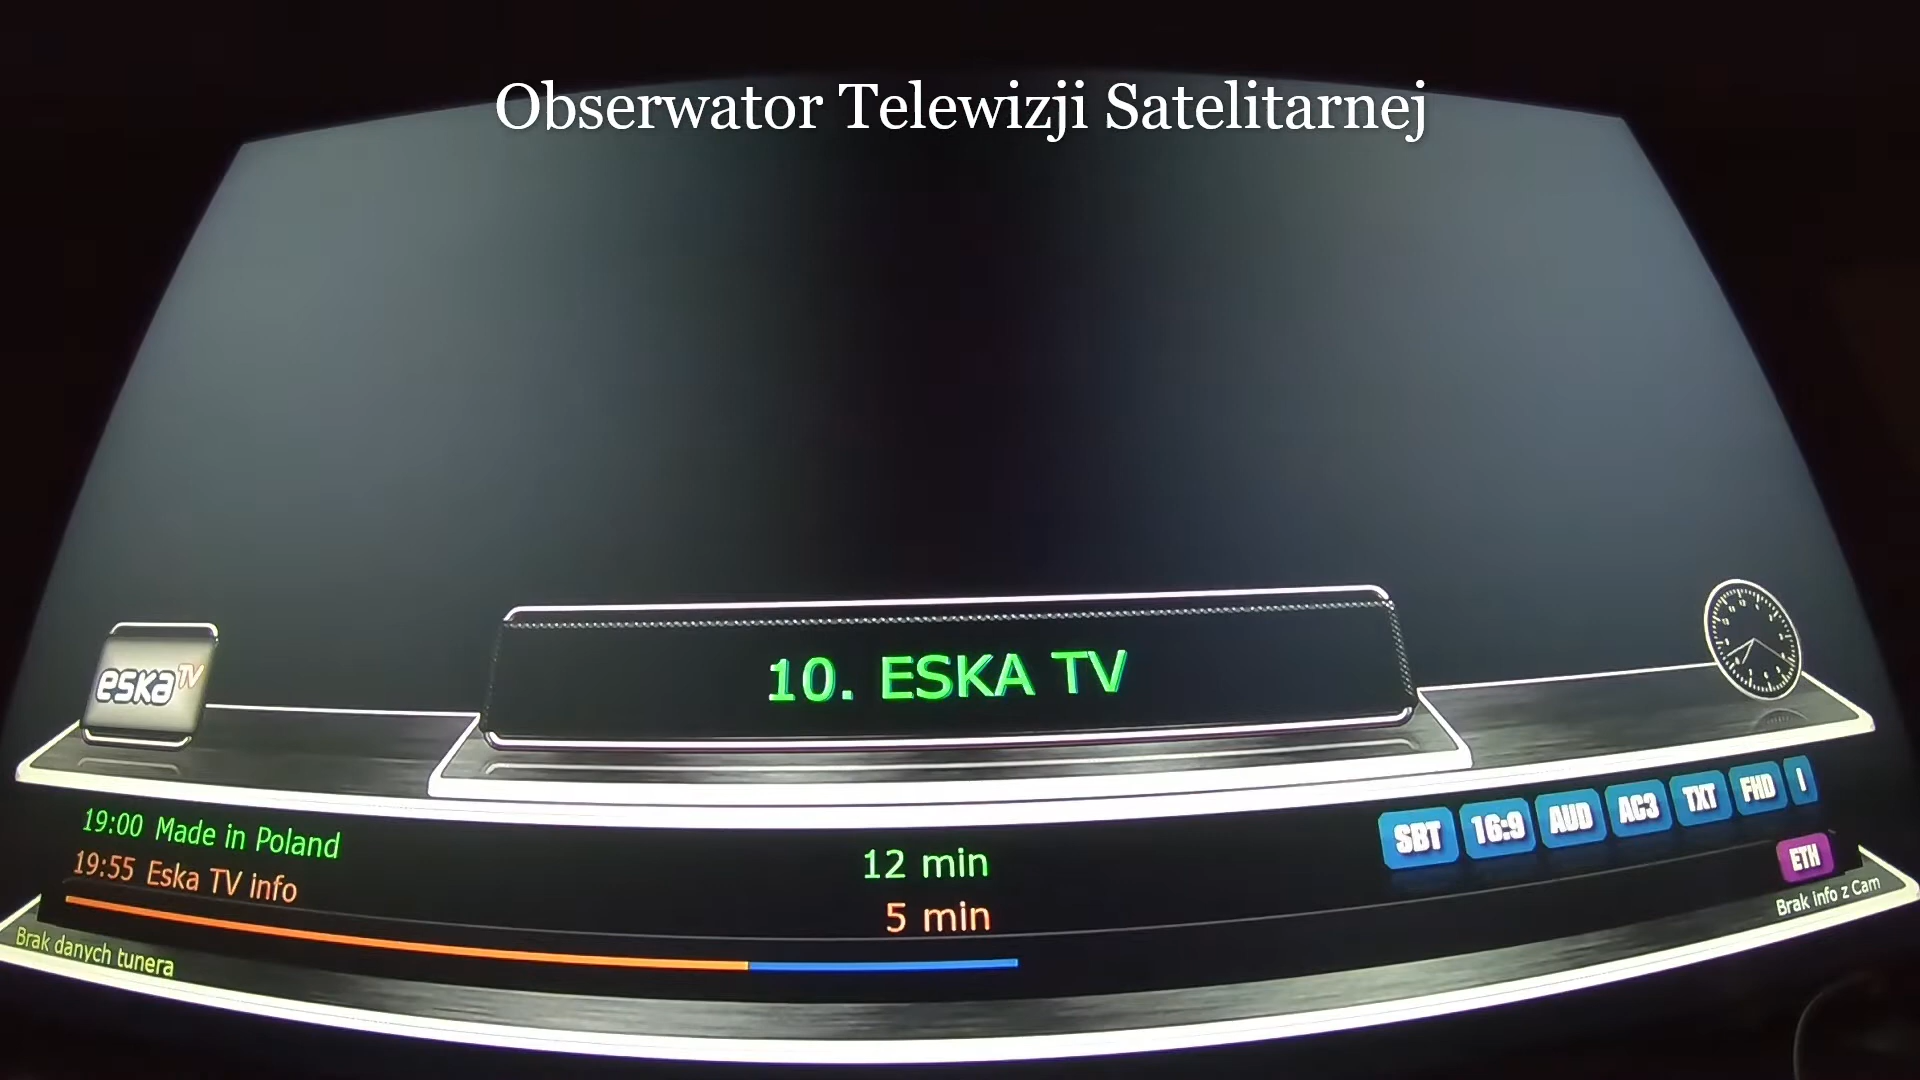 Obserwator Telewizji Satelitarnej
eska TV
10. ESKA TV
19:00 Made in Poland
12 min
19:55 Eska TV info
5 min
SBT 16:9 AUD AC3 TXT FHD I
ETH
Brak info z Cam
Brak danych tunera